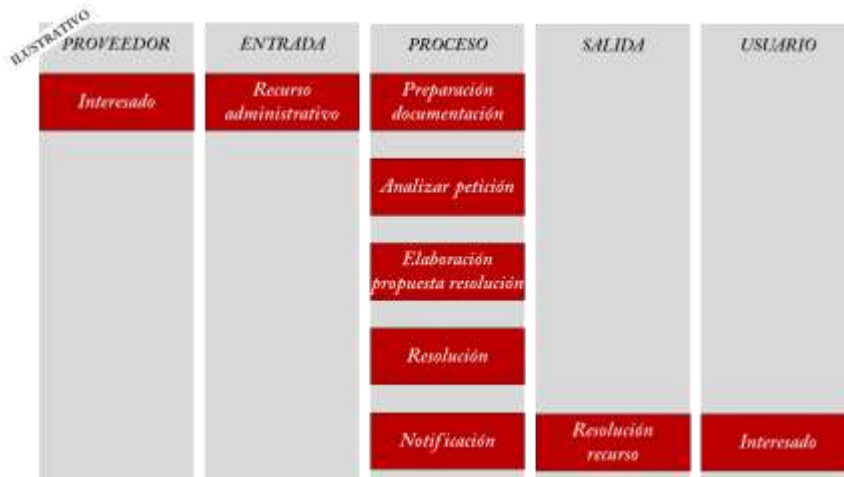 ILUSTRATIVO
PROVEEDOR
ENTRADA
PROCESO
SALIDA
USUARIO
Interesado
Recurso
administrativo
Preparación
documentación
Analizar petición
Elaboración
propuesta resolución
Resolución
Notificación
Resolución
recurso
Interesado